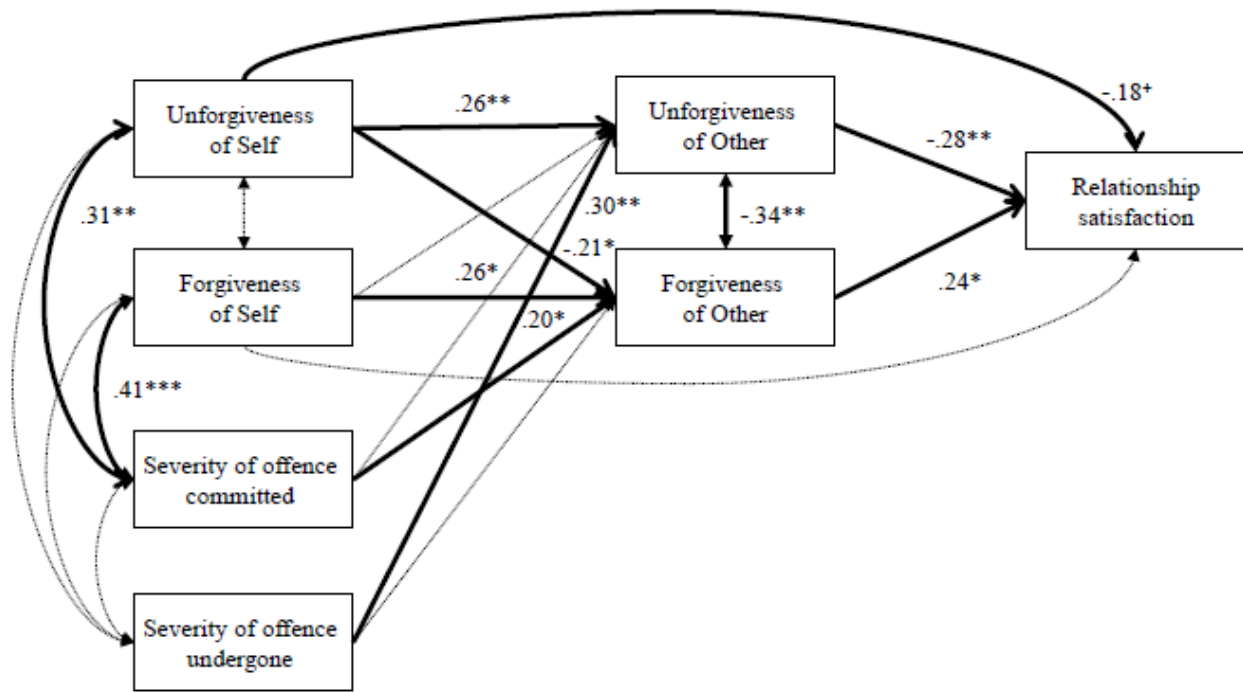 -.18⁺
Unforgiveness
of Self
.26**
Unforgiveness
of Other
-.28**
Relationship
satisfaction
.31**
.30**
-.34**
-.21*
Forgiveness
of Self
.26*
Forgiveness
of Other
.24*
.20*
.41***
Severity of offence
committed
Severity of offence
undergone